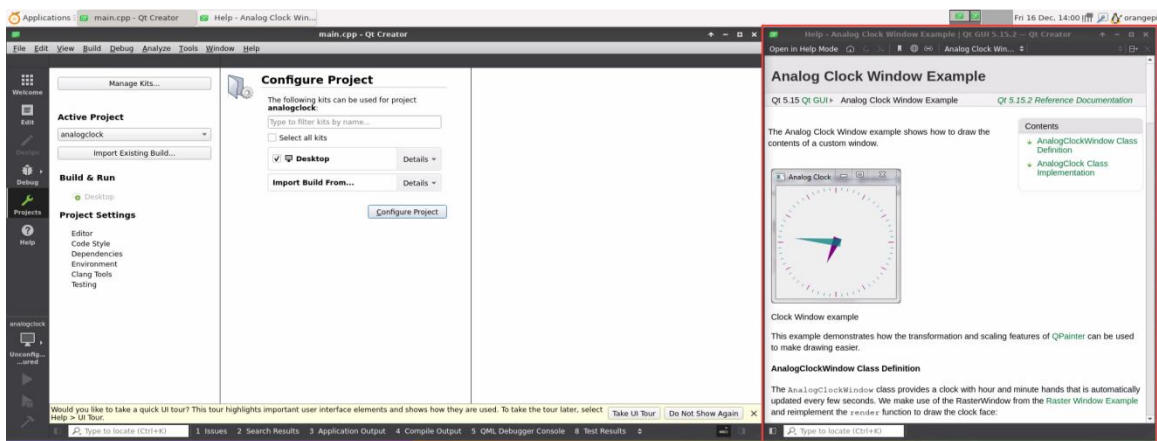 Applications : main.cpp - Qt Creator Help - Analog Clock Win... Fri 16 Dec, 14:00 orangepi
main.cpp - Qt Creator
File Edit View Build Debug Analyze Tools Window Help
Welcome
Edit
Design
Debug
Projects
Help
analogclock
Unconfig...
...ured
Manage Kits...
Active Project
analogclock
Import Existing Build...
Build & Run
Desktop
Project Settings
Editor
Code Style
Dependencies
Environment
Clang Tools
Testing
Configure Project
The following kits can be used for project
analogclock:
Type to filter kits by name...
Select all kits
Desktop Details
Import Build From... Details
Configure Project
Would you like to take a quick UI tour? This tour highlights important user interface elements and shows how they are used. To take the tour later, select
Help > UI Tour.
Take UI Tour Do Not Show Again
Type to locate (Ctrl+K) 1 Issues 2 Search Results 3 Application Output 4 Compile Output 5 QML Debugger Console 8 Test Results
Help - Analog Clock Window Example | Qt GUI 5.15.2 — Qt Creator
Open in Help Mode Analog Clock Win...
Analog Clock Window Example
Qt 5.15 Qt GUI Analog Clock Window Example Qt 5.15.2 Reference Documentation
Contents
AnalogClockWindow Class
Definition
AnalogClock Class
Implementation
The Analog Clock Window example shows how to draw the
contents of a custom window.
Analog Clock
Clock Window example
This example demonstrates how the transformation and scaling features of QPainter can be used
to make drawing easier.
AnalogClockWindow Class Definition
The AnalogClockWindow class provides a clock with hour and minute hands that is automatically
updated every few seconds. We make use of the RasterWindow from the Raster Window Example
and reimplement the render function to draw the clock face:
Type to locate (Ctrl+K)